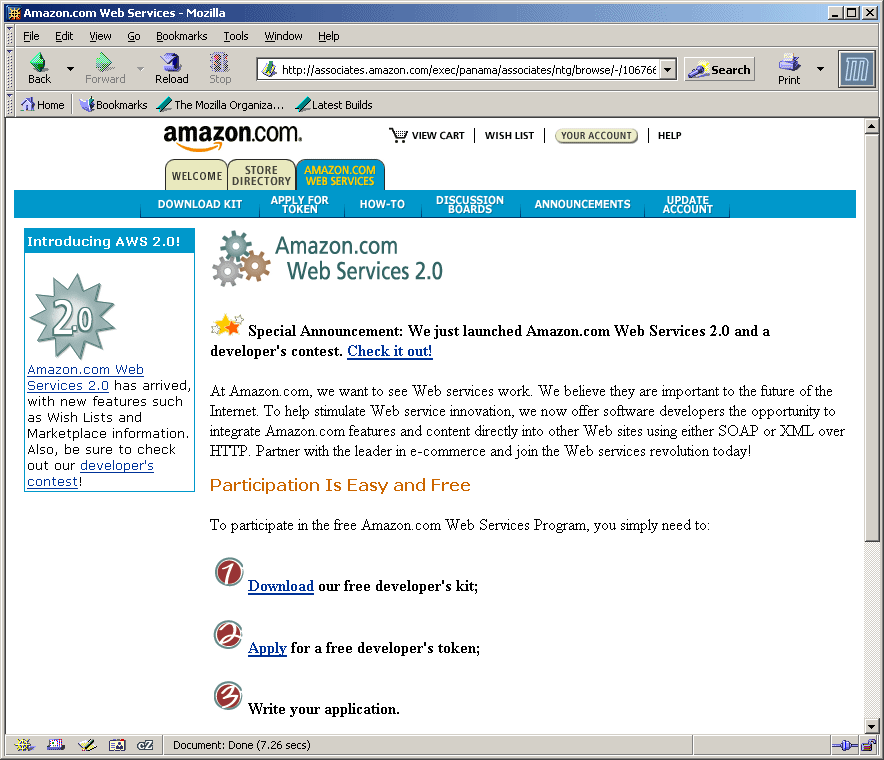 Amazon.com Web Services - Mozilla
File Edit View Go Bookmarks Tools Window Help
Back Forward Reload Stop http://associates.amazon.com/exec/panama/associates/ntg/browse/-/106766 Search Print
Home Bookmarks The Mozilla Organiza... Latest Builds
amazon.com. VIEW CART WISH LIST YOUR ACCOUNT HELP
WELCOME STORE DIRECTORY AMAZON.COM WEB SERVICES
DOWNLOAD KIT APPLY FOR TOKEN HOW-TO DISCUSSION BOARDS ANNOUNCEMENTS UPDATE ACCOUNT
Introducing AWS 2.0!
2.0
Amazon.com Web
Services 2.0 has arrived,
with new features such
as Wish Lists and
Marketplace information.
Also, be sure to check
out our developer's
contest!
Amazon.com
Web Services 2.0
Special Announcement: We just launched Amazon.com Web Services 2.0 and a
developer's contest. Check it out!
At Amazon.com, we want to see Web services work. We believe they are important to the future of the
Internet. To help stimulate Web service innovation, we now offer software developers the opportunity to
integrate Amazon.com features and content directly into other Web sites using either SOAP or XML over
HTTP. Partner with the leader in e-commerce and join the Web services revolution today!
Participation Is Easy and Free
To participate in the free Amazon.com Web Services Program, you simply need to:
1 Download our free developer's kit;
2 Apply for a free developer's token;
3 Write your application.
Document: Done (7.26 secs)